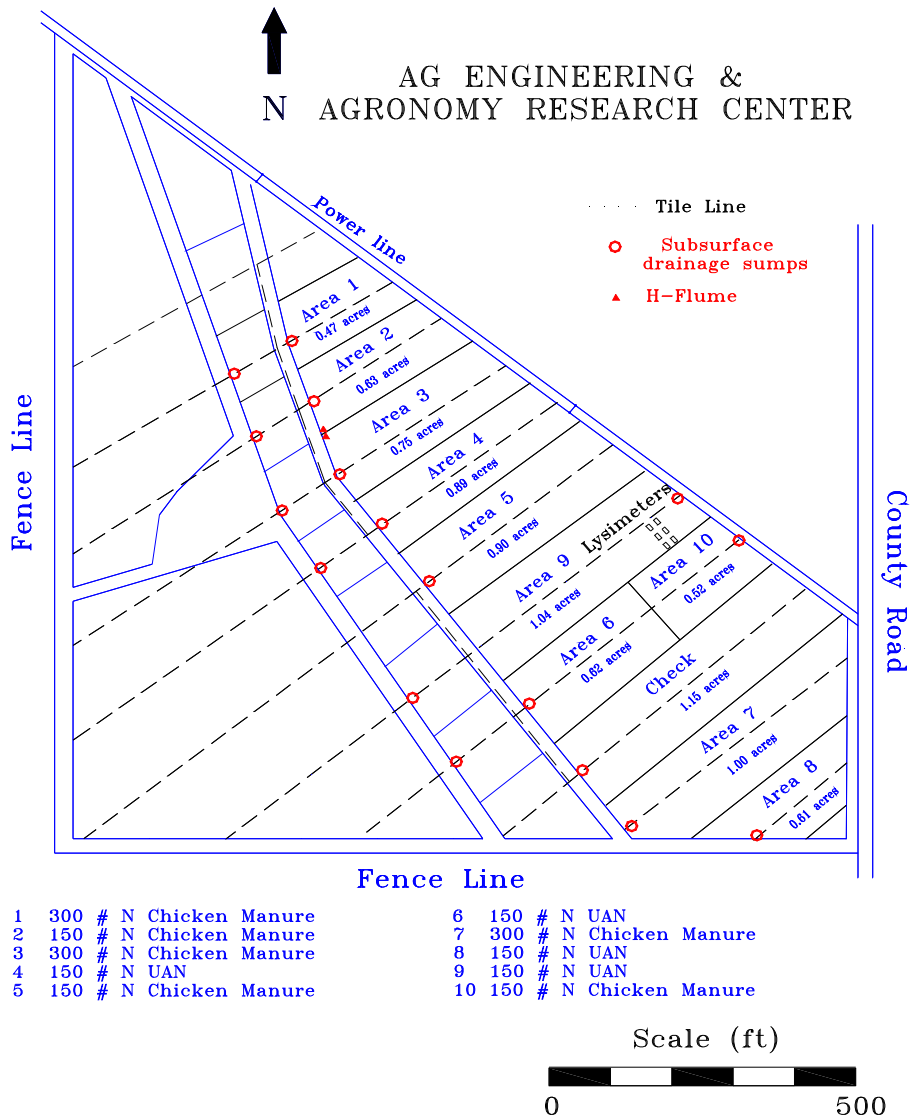 AG ENGINEERING &
AGRONOMY RESEARCH CENTER
N
Power line
Tile Line
Subsurface
drainage sumps
H-Flume
Area 1
0.47 acres
Area 2
0.63 acres
Area 3
0.75 acres
Area 4
0.89 acres
Area 5
0.90 acres
Area 9
1.04 acres
Lysimeters
Area 10
0.52 acres
Area 6
0.62 acres
Check
1.15 acres
Area 7
1.00 acres
Area 8
0.61 acres
Fence Line
County Road
Fence Line
1 300 # N Chicken Manure
2 150 # N Chicken Manure
3 300 # N Chicken Manure
4 150 # N UAN
5 150 # N Chicken Manure
6 150 # N UAN
7 300 # N Chicken Manure
8 150 # N UAN
9 150 # N UAN
10 150 # N Chicken Manure
Scale (ft)
0 500